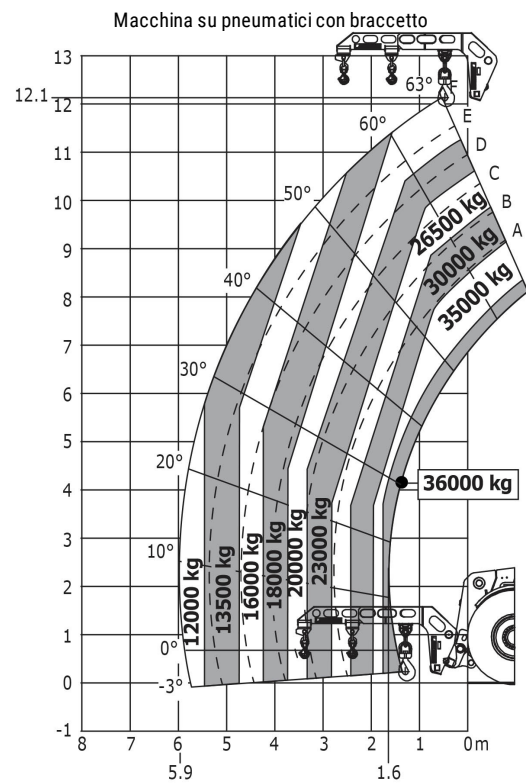 Macchina su pneumatici con braccetto
13
12.1
12
11
10
9
8
7
6
5
4
3
2
1
0
-1
63°
F
E
D
C
B
A
60°
50°
40°
30°
20°
10°
0°
-3°
26500 kg
30000 kg
35000 kg
36000 kg
12000 kg
13500 kg
16000 kg
18000 kg
20000 kg
23000 kg
8 7 6 5 4 3 2 1 0m
5.9 1.6